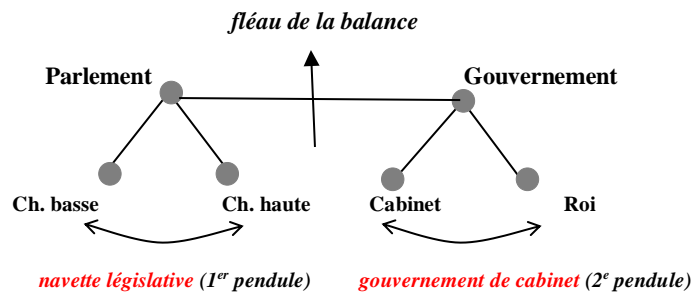 fléau de la balance
Parlement Gouvernement
Ch. basse Ch. haute Cabinet Roi
navette législative (1er pendule) gouvernement de cabinet (2e pendule)